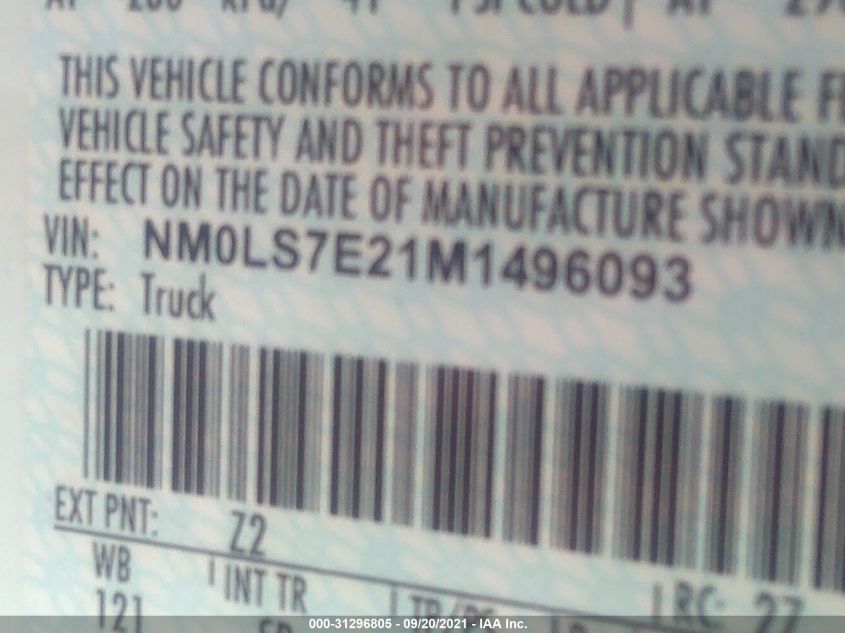 THIS VEHICLE CONFORMS TO ALL APPLICABLE
VEHICLE SAFETY AND THEFT PREVENTION STAND
EFFECT ON THE DATE OF MANUFACTURE SHOWN
VIN: NM0LS7E21M1496093
TYPE: Truck
EXT PNT: Z2
WB INT TR RC: 27
121
000-31296805 - 09/20/2021 - IAA Inc.